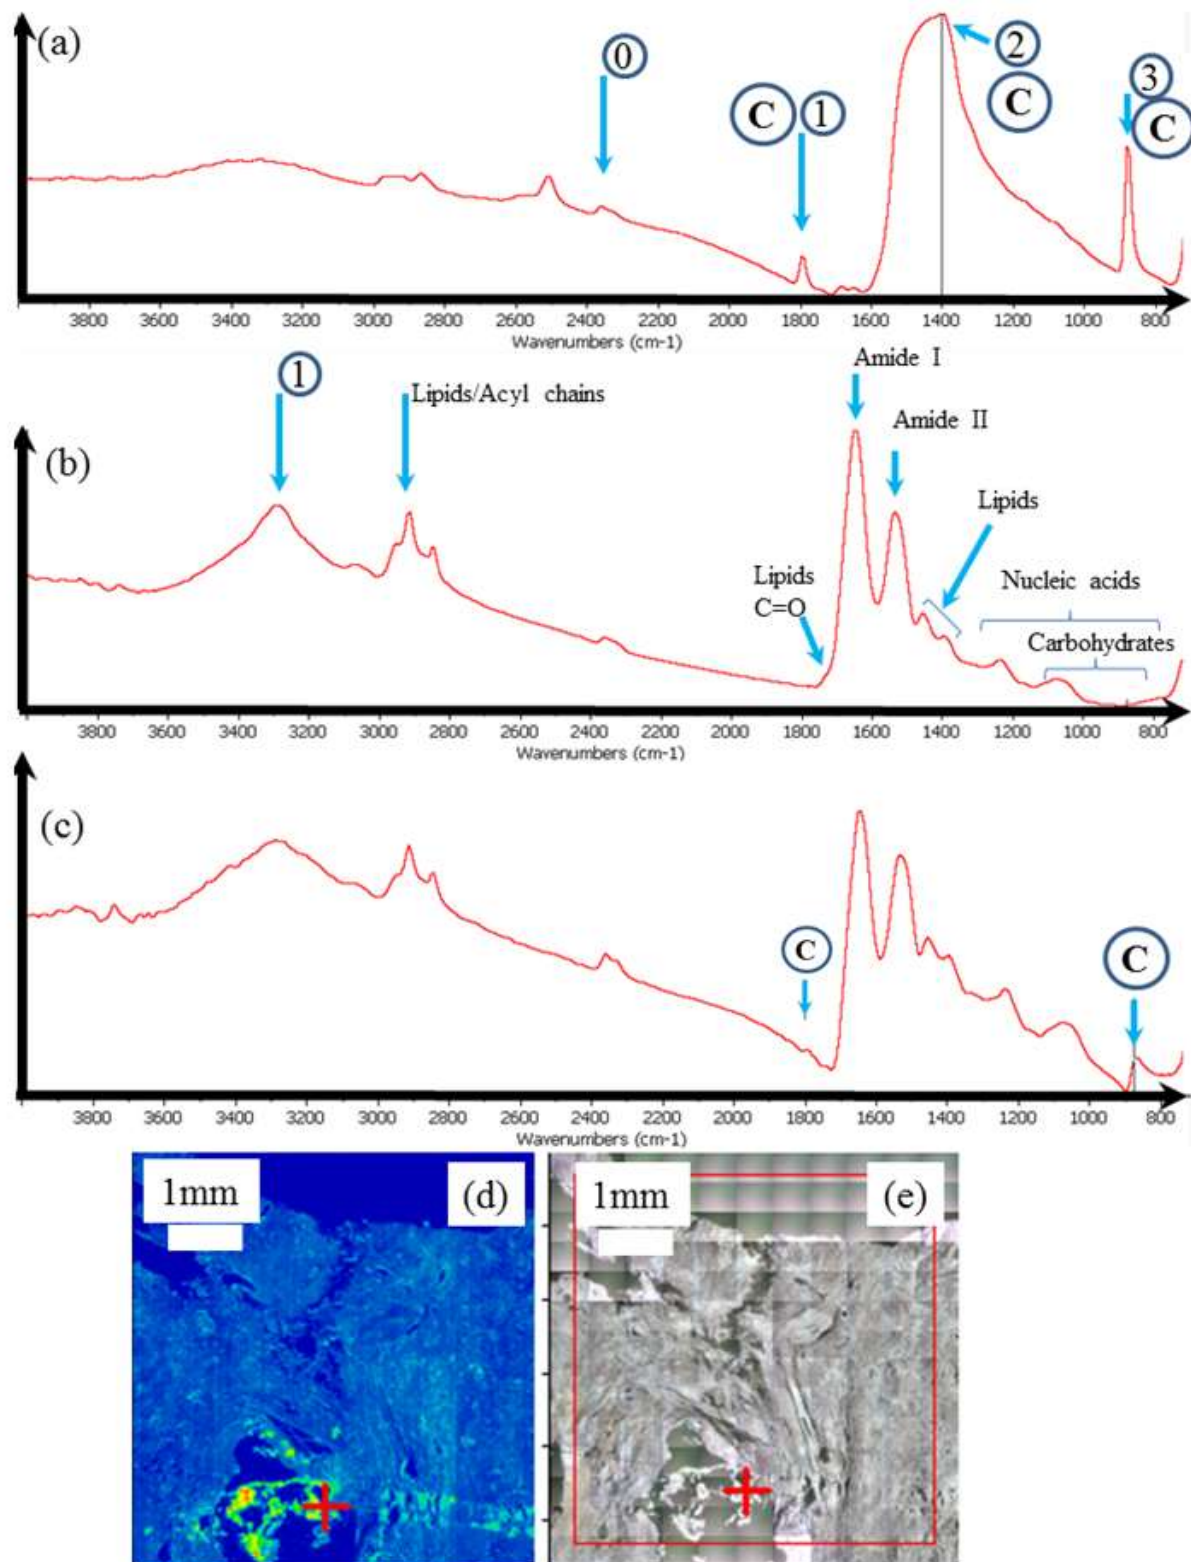 (a)
0
C 1
2
C
3
C
3800 3600 3400 3200 3000 2800 2600 2400 2200 2000 1800 1600 1400 1200 1000 800
Wavenumbers (cm-1)
(b)
1
Lipids/Acyl chains
Amide I
Amide II
Lipids
Lipids
C=O
Nucleic acids
Carbohydrates
3800 3600 3400 3200 3000 2800 2600 2400 2200 2000 1800 1600 1400 1200 1000 800
Wavenumbers (cm-1)
(c)
C
C
3800 3600 3400 3200 3000 2800 2600 2400 2200 2000 1800 1600 1400 1200 1000 800
Wavenumbers (cm-1)
1mm
(d)
1mm
(e)